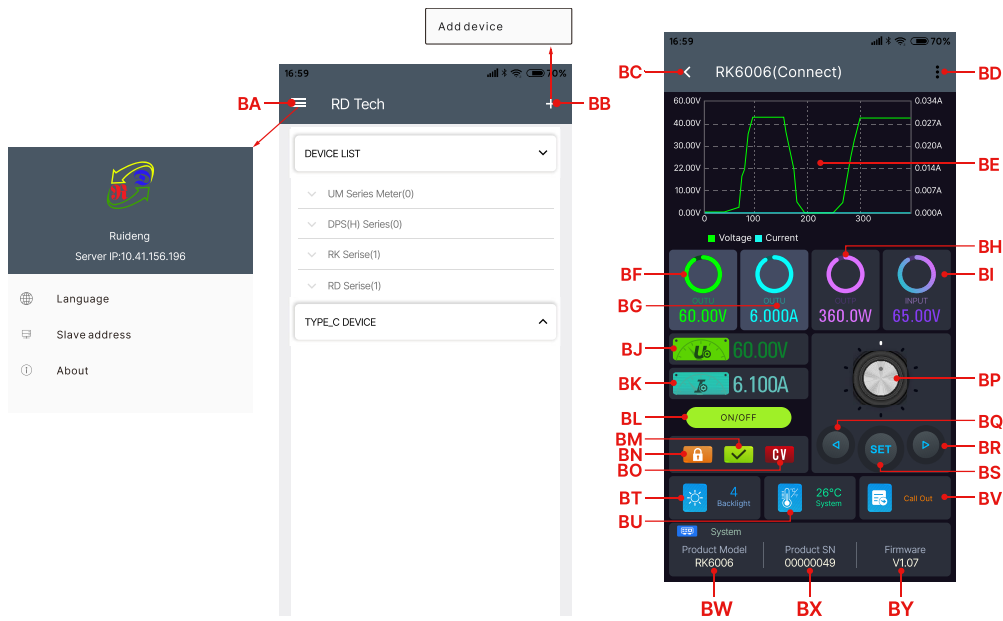 Add device
16:59
70%
BA
RD Tech
+
BB
DEVICE LIST
UM Series Meter(0)
DPS(H) Series(0)
RK Serise(1)
RD Serise(1)
TYPE_C DEVICE
Ruideng
Server IP:10.41.156.196
Language
Slave address
About
16:59
70%
BC
RK6006(Connect)
BD
60.00V
0.034A
40.00V
0.027A
30.00V
0.020A
BE
22.00V
0.014A
10.00V
0.007A
0.00V
0.000A
0
100
200
300
Voltage
Current
BH
BF
BI
BG
OUTU
60.00V
OUTU
6.000A
OUTP
360.0W
INPUT
65.00V
BJ
U0
60.00V
BK
I0
6.100A
BP
BL
ON/OFF
BQ
BM
BN
BO
CV
SET
BR
BS
BT
4
Backlight
26°C
System
Call Out
BV
BU
System
Product Model
Product SN
Firmware
RK6006
00000049
V1.07
BW
BX
BY